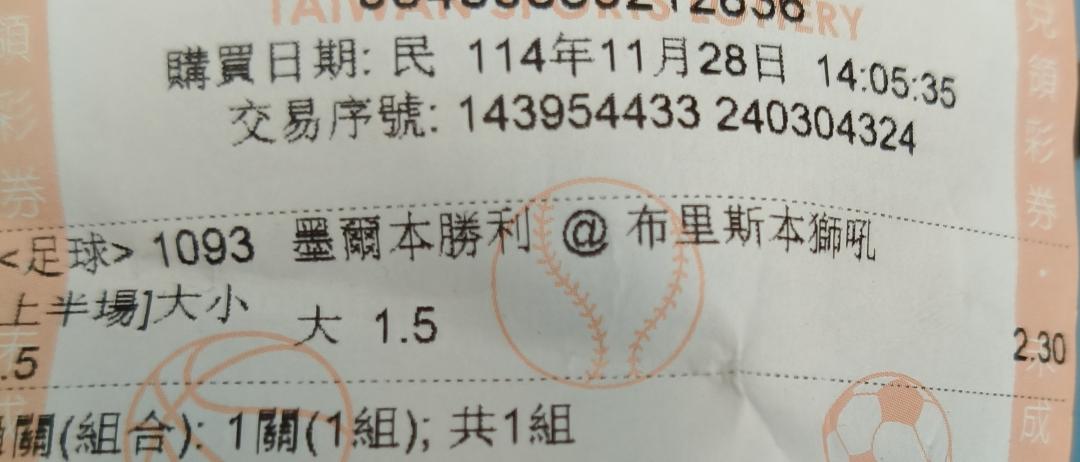 TAIWAN SPORTS LOTTERY
購買日期: 民 114年11月28日 14:05:35
交易序號: 143954433 240304324
<足球> 1093 墨爾本勝利 @ 布里斯本獅吼
上半場]大小 大 1.5 2.30
.5
關(組合): 1關(1組); 共1組